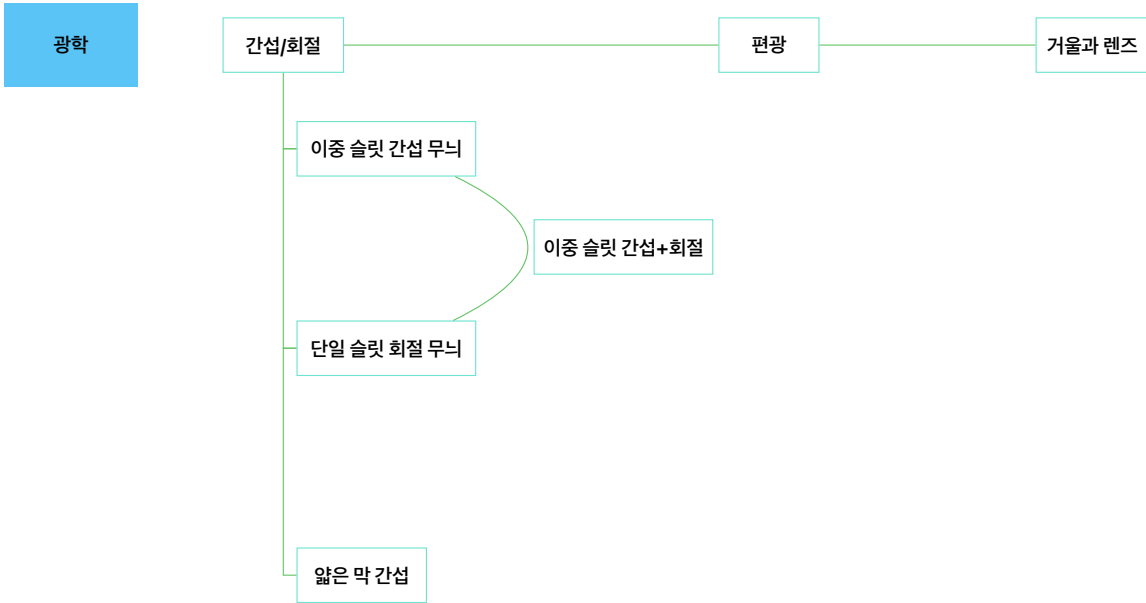 광학
간섭/회절
편광
거울과 렌즈
이중 슬릿 간섭 무늬
이중 슬릿 간섭+회절
단일 슬릿 회절 무늬
얇은 막 간섭